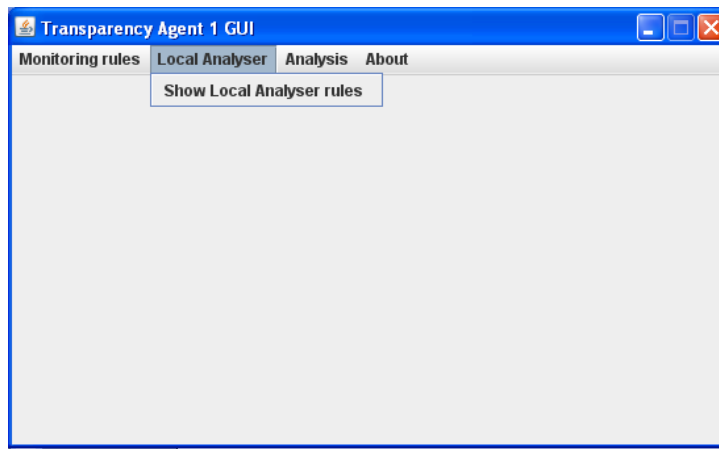 Transparency Agent 1 GUI
Monitoring rules Local Analyser Analysis About
Show Local Analyser rules